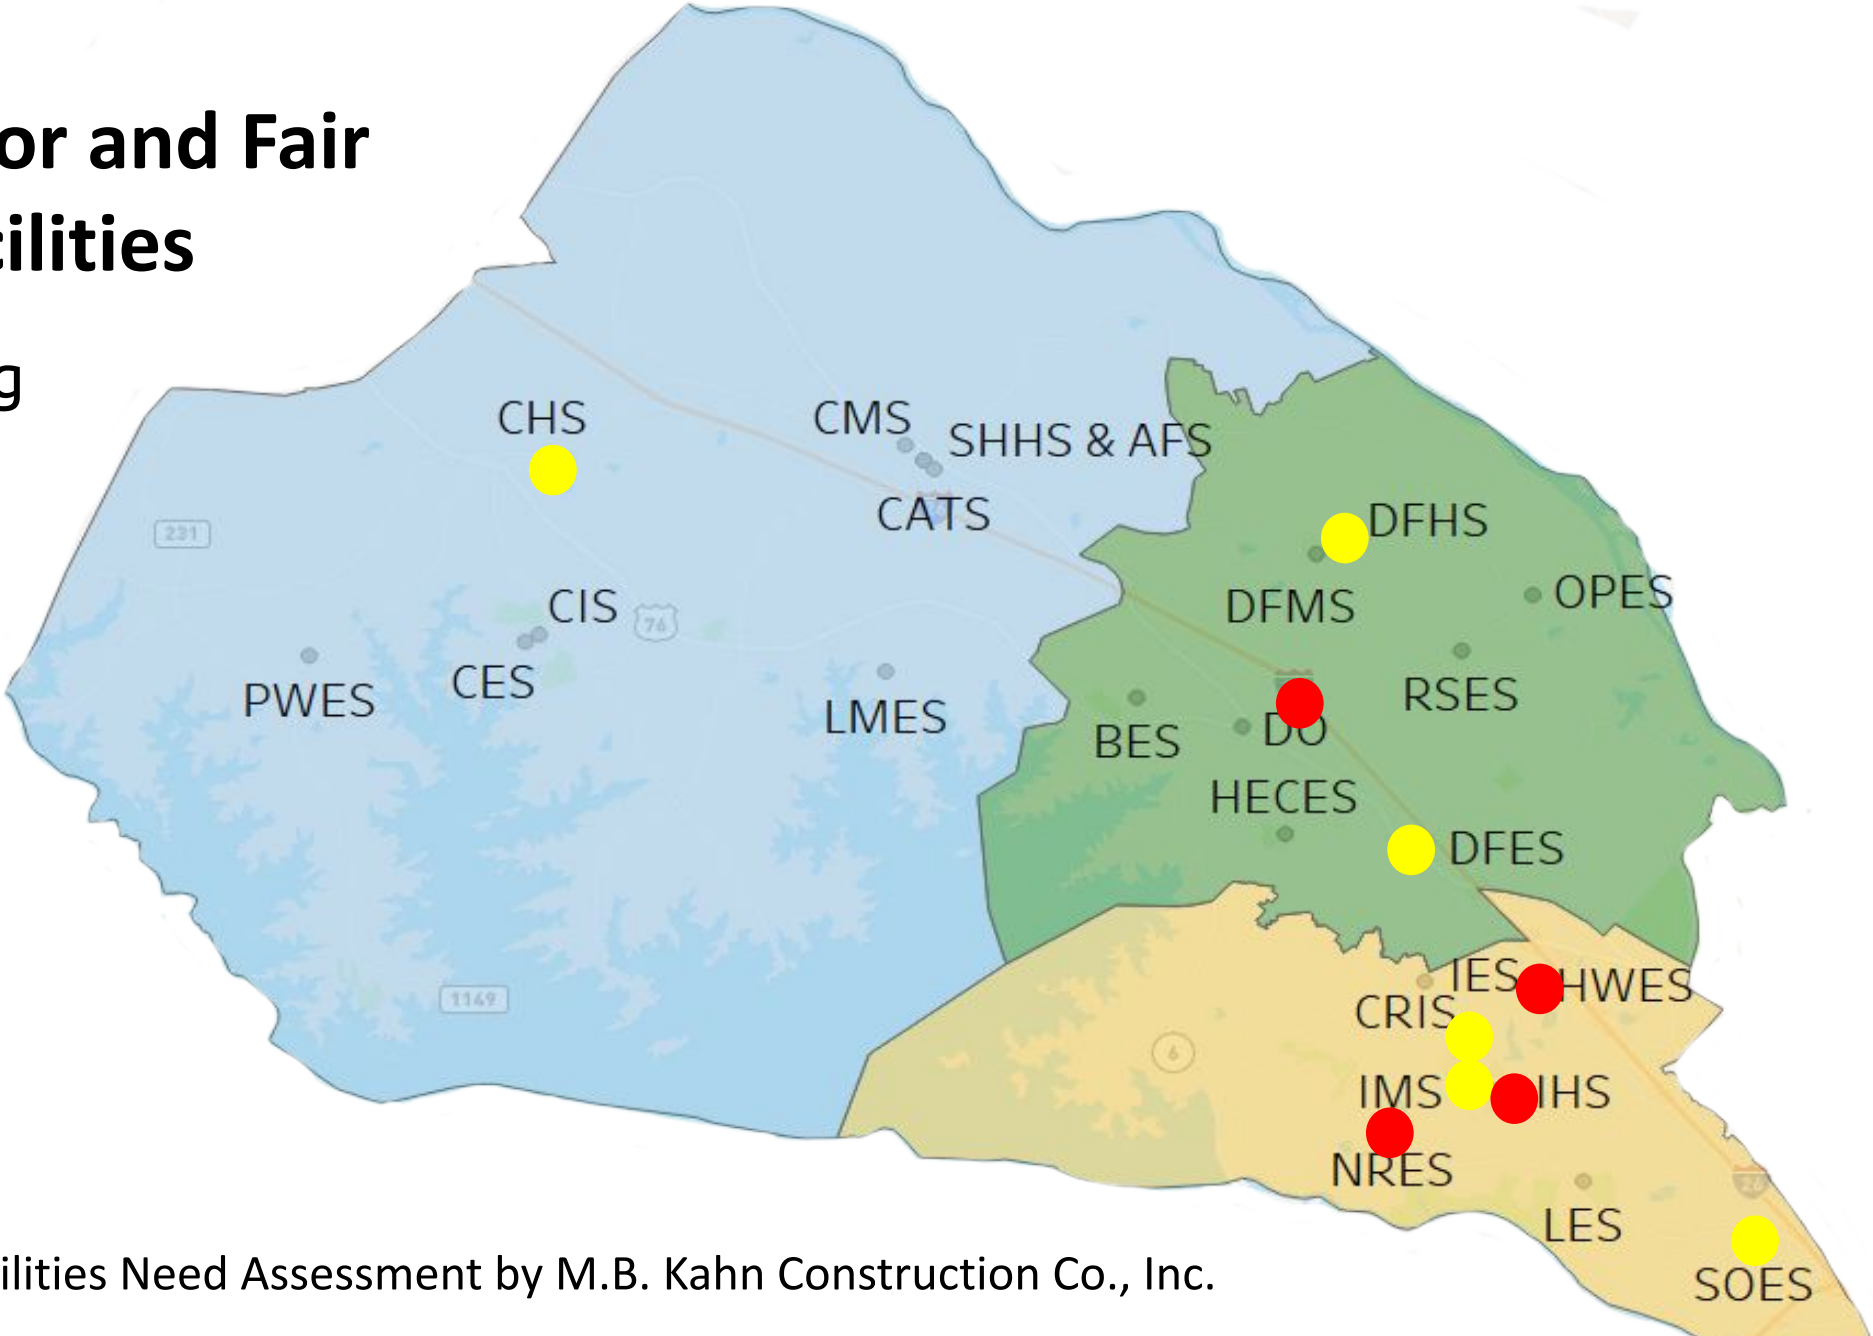 or and Fair
cilities
g
CHS
CMS
SHHS & AFS
CATS
231
DFHS
DFMS
OPES
CIS
76
CES
PWES
LMES
RSES
DO
BES
HECES
DFES
IES
HWES
1149
CRIS
6
IMS
IHS
NRES
26
LES
SOES
ilities Need Assessment by M.B. Kahn Construction Co., Inc.